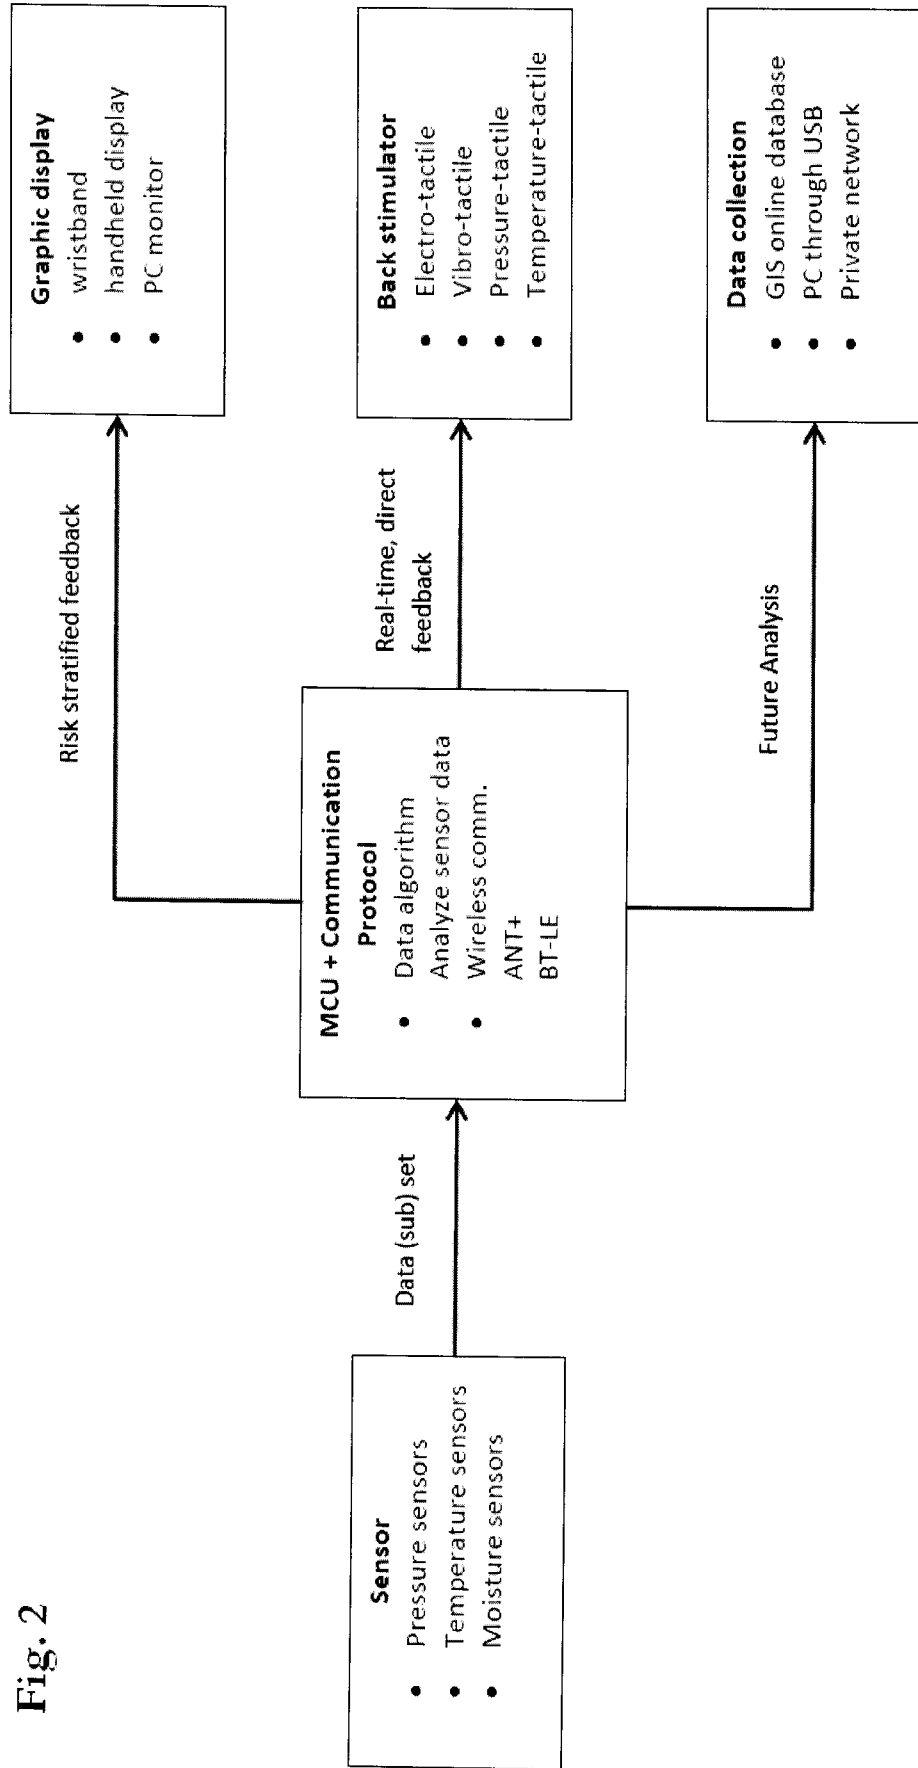 Fig. 2
Sensor
• Pressure sensors
• Temperature sensors
• Moisture sensors
Data (sub) set
MCU + Communication
Protocol
• Data algorithm
Analyze sensor data
• Wireless comm.
ANT+
BT-LE
Risk stratified feedback
Real-time, direct
feedback
Future Analysis
Graphic display
• wristband
• handheld display
• PC monitor
Back stimulator
• Electro-tactile
• Vibro-tactile
• Pressure-tactile
• Temperature-tactile
Data collection
• GIS online database
• PC through USB
• Private network